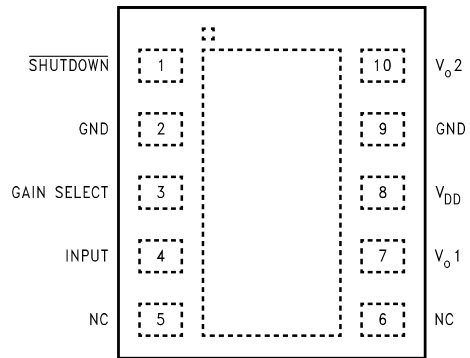 SHUTDOWN 1 10 Vo2
GND 2 9 GND
GAIN SELECT 3 8 VDD
INPUT 4 7 Vo1
NC 5 6 NC